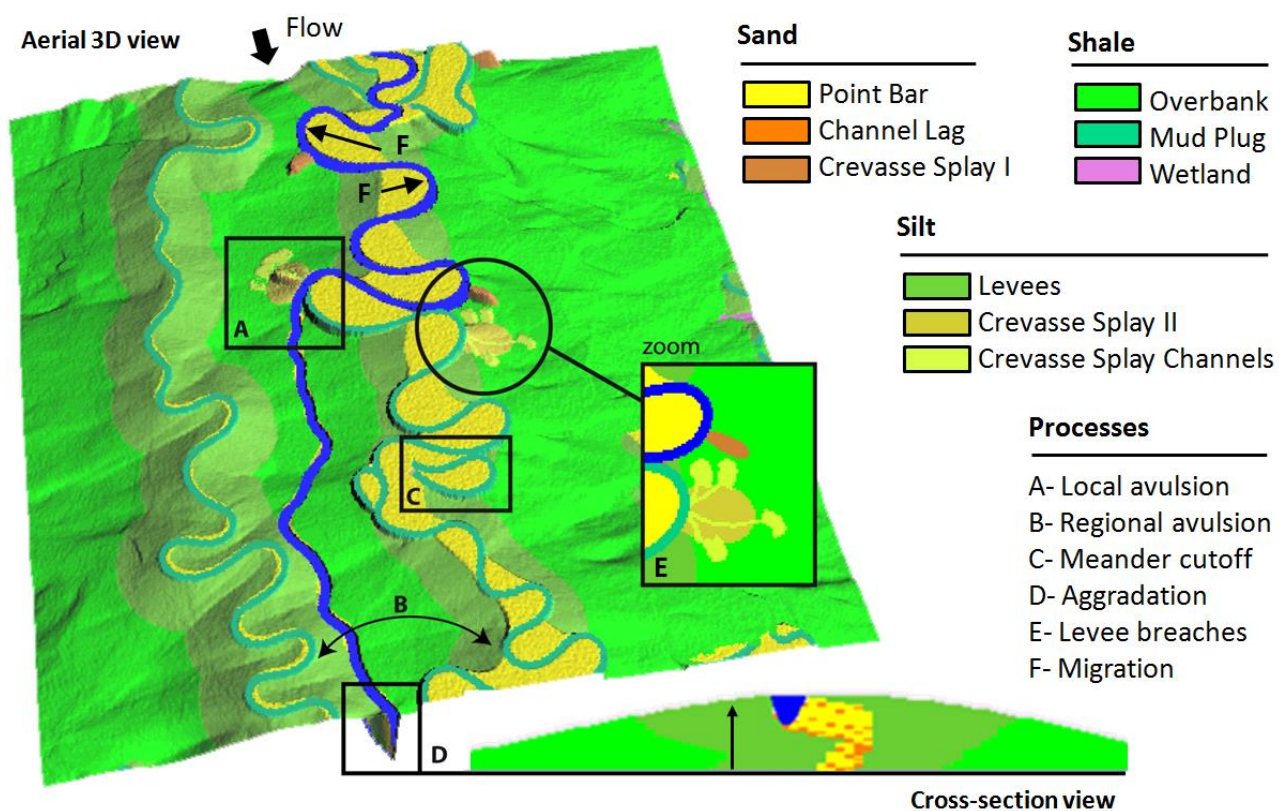 Aerial 3D view
Flow
F
F
A
B
C
D
zoom
E
Cross-section view
Sand
Point Bar
Channel Lag
Crevasse Splay I
Shale
Overbank
Mud Plug
Wetland
Silt
Levees
Crevasse Splay II
Crevasse Splay Channels
Processes
A- Local avulsion
B- Regional avulsion
C- Meander cutoff
D- Aggradation
E- Levee breaches
F- Migration